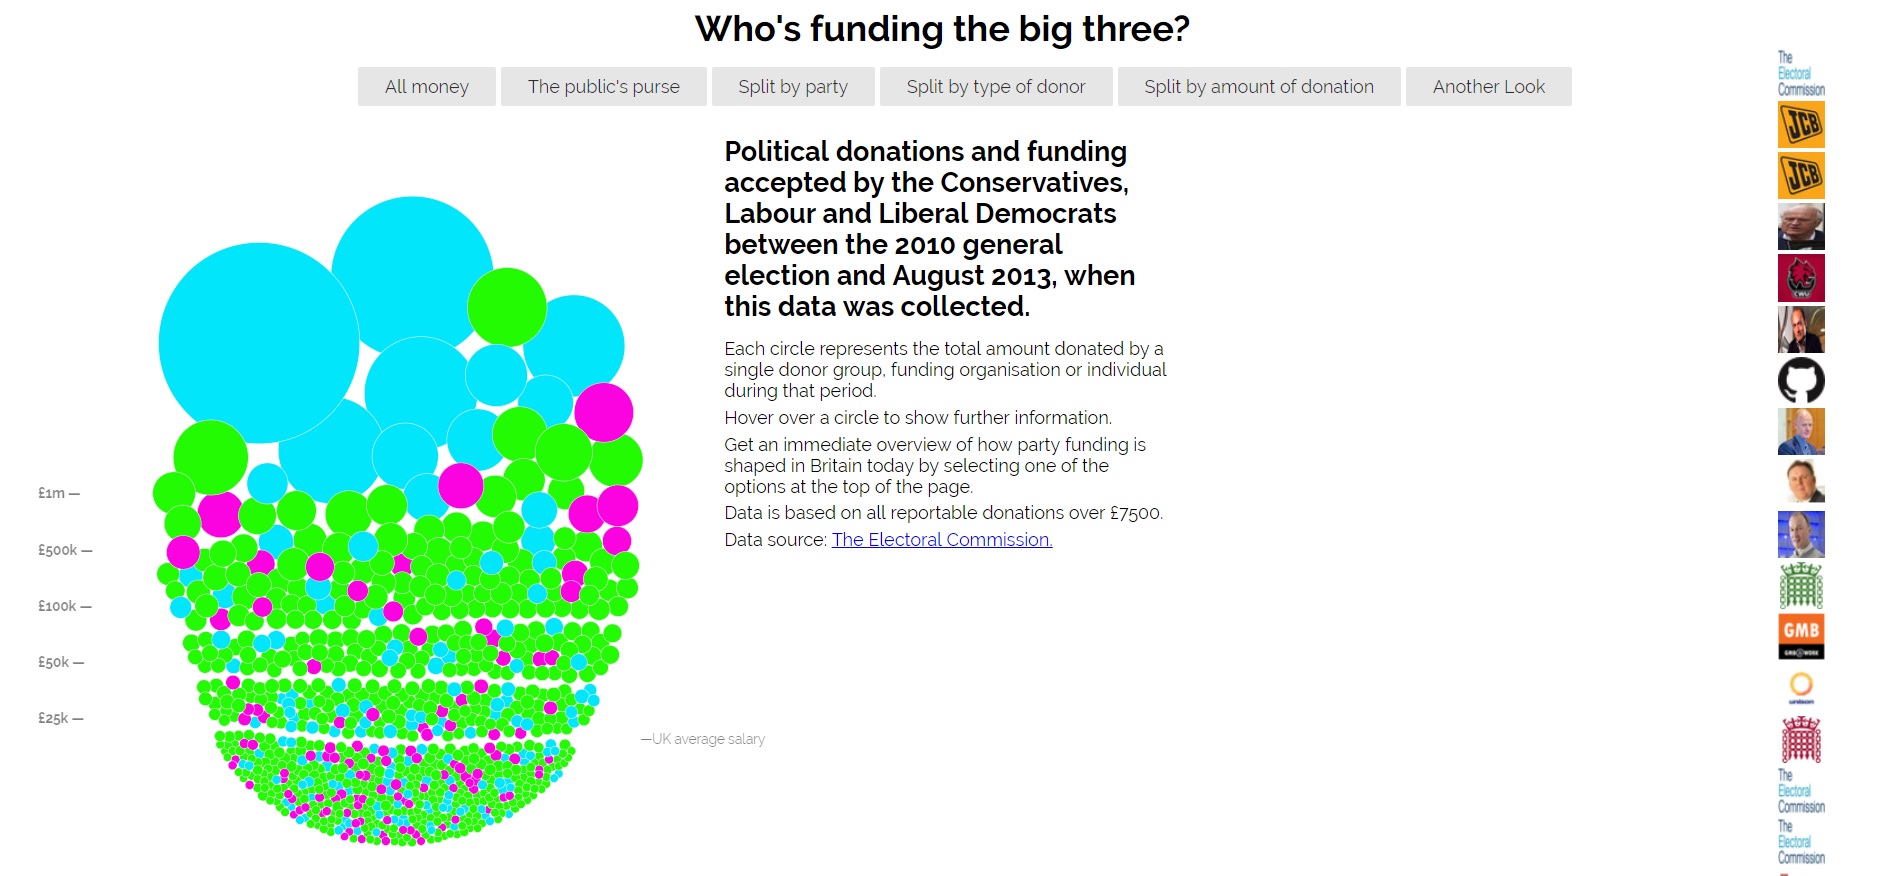 Who's funding the big three?
All money
The public's purse
Split by party
Split by type of donor
Split by amount of donation
Another Look
Political donations and funding
accepted by the Conservatives,
Labour and Liberal Democrats
between the 2010 general
election and August 2013, when
this data was collected.
Each circle represents the total amount donated by a
single donor group, funding organisation or individual
during that period.
Hover over a circle to show further information.
Get an immediate overview of how party funding is
shaped in Britain today by selecting one of the
options at the top of the page.
Data is based on all reportable donations over £7500.
Data source: The Electoral Commission.
£1m —
£500k —
£100k —
£50k —
£25k —
—UK average salary
The
Electoral
Commission
JCB
JCB
CWU
GMB
GMB@WORK
UNISON
The
Electoral
Commission
The
Electoral
Commission